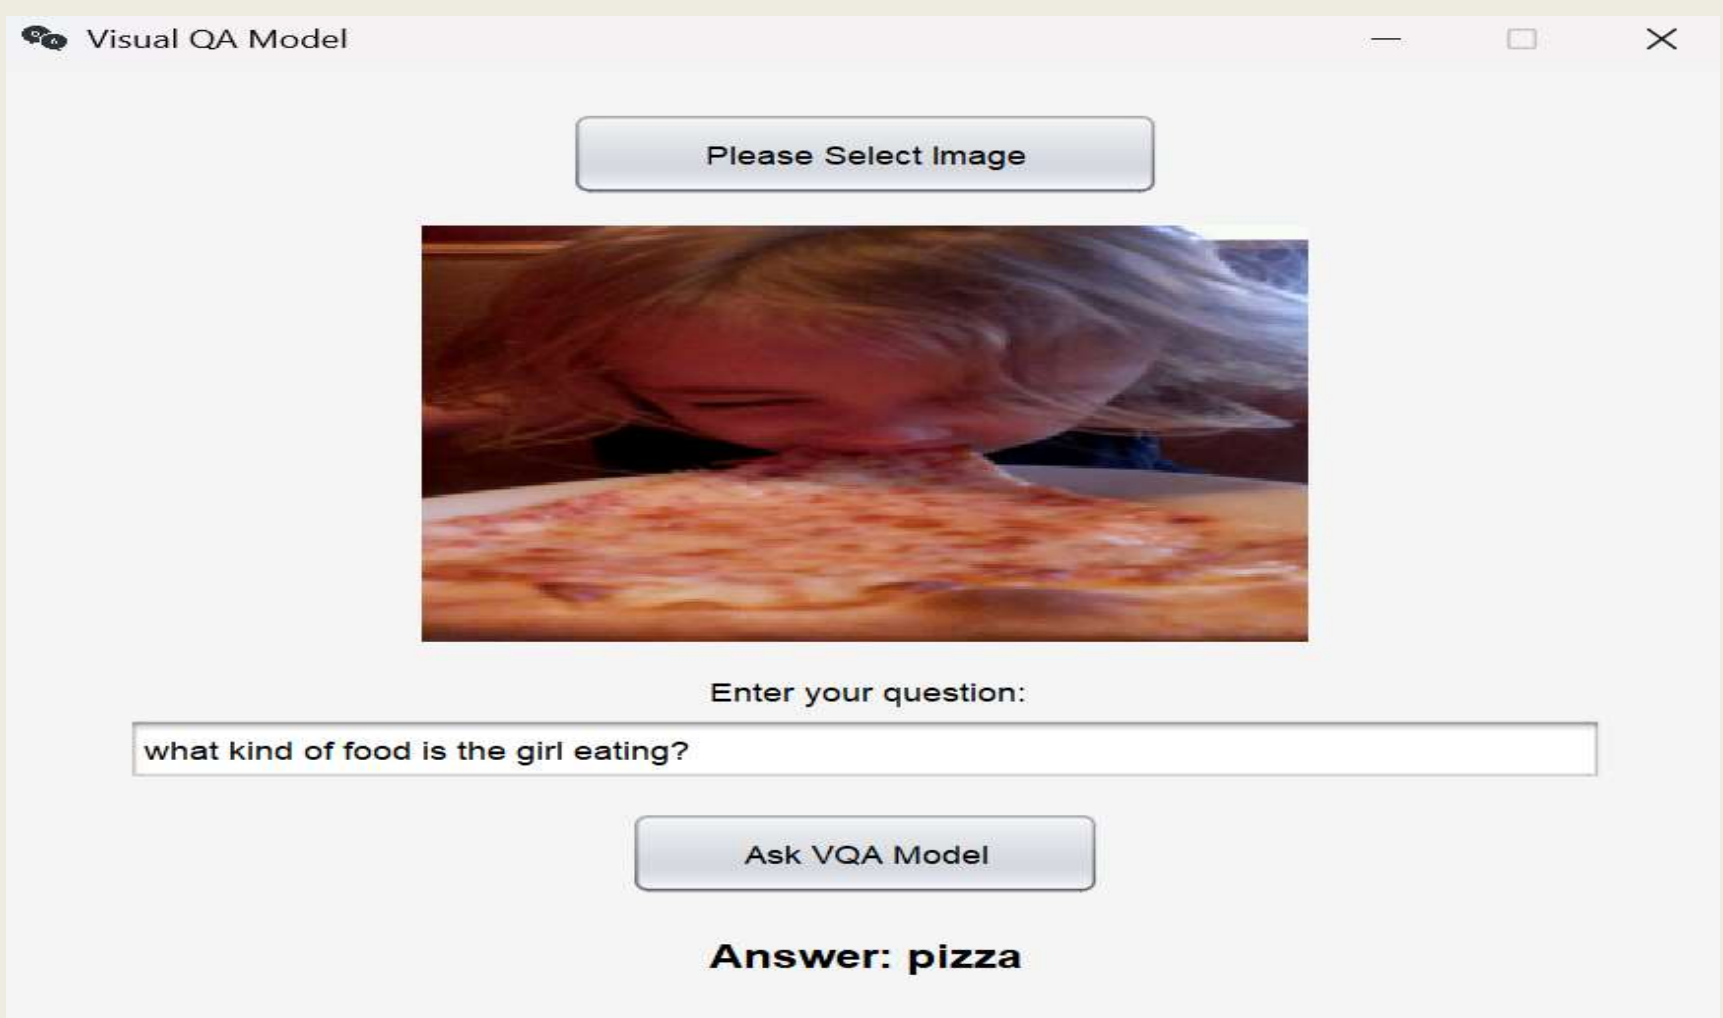 Visual QA Model
Please Select Image
Enter your question:
what kind of food is the girl eating?
Ask VQA Model
Answer: pizza